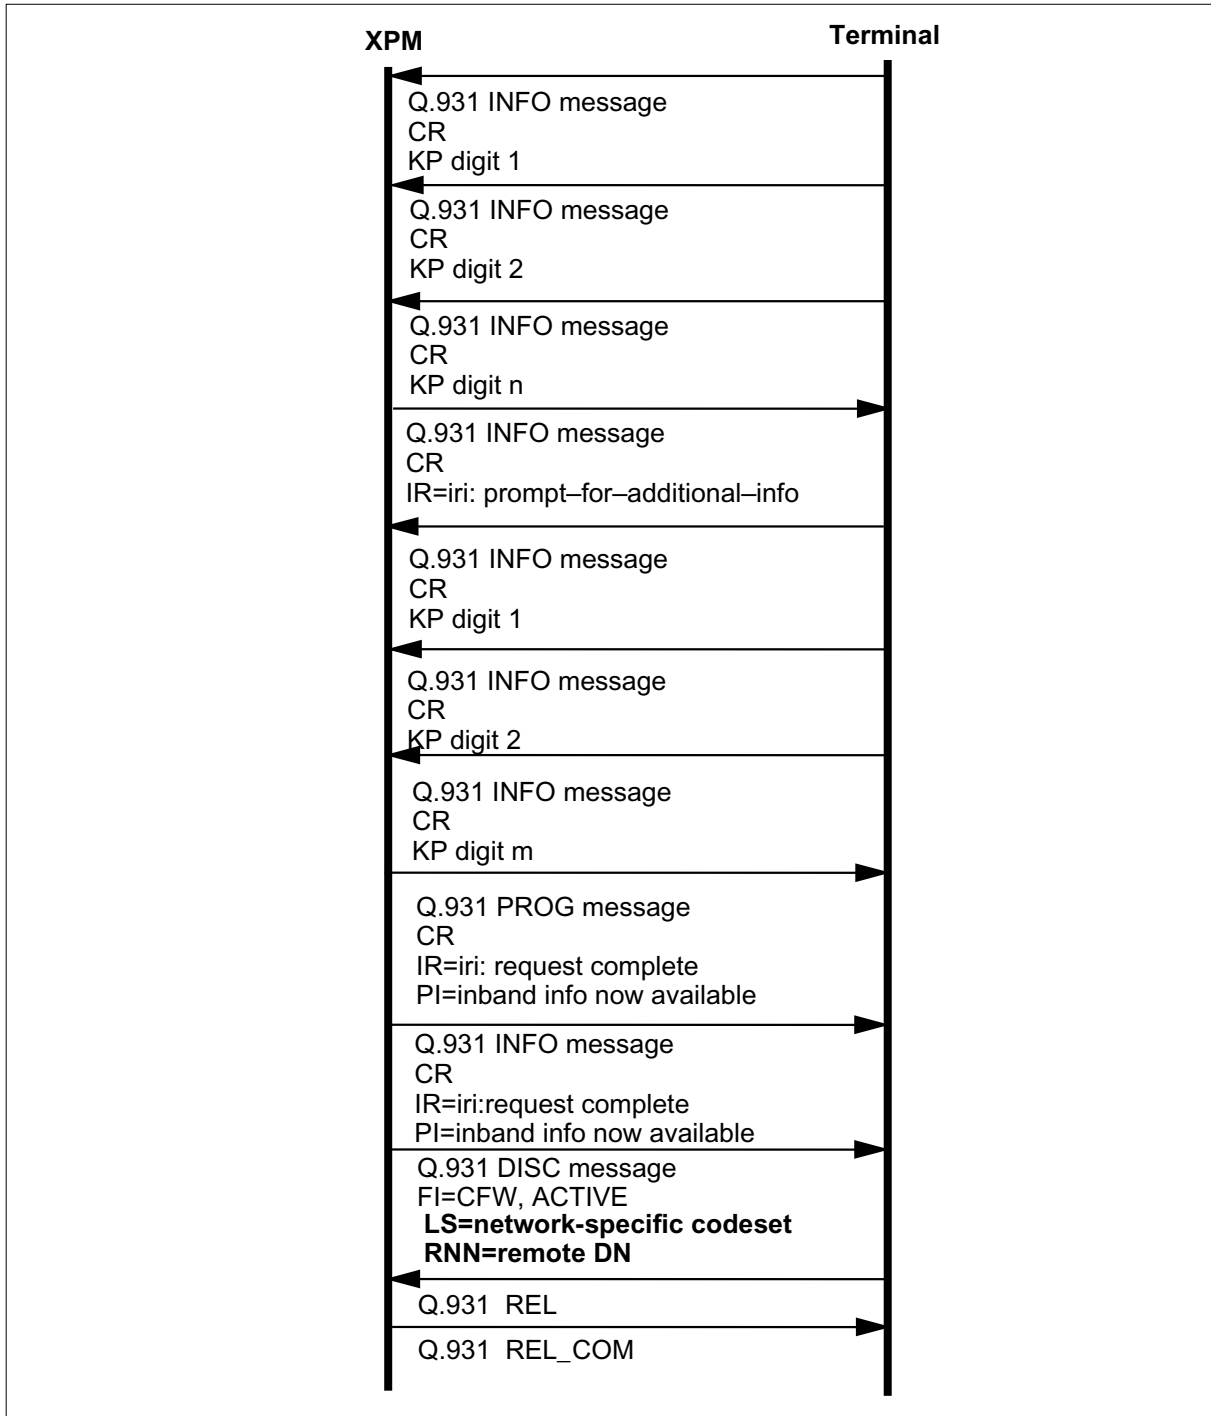 XPM
Terminal
Q.931 INFO message
CR
KP digit 1
Q.931 INFO message
CR
KP digit 2
Q.931 INFO message
CR
KP digit n
Q.931 INFO message
CR
IR=iri: prompt–for–additional–info
Q.931 INFO message
CR
KP digit 1
Q.931 INFO message
CR
KP digit 2
Q.931 INFO message
CR
KP digit m
Q.931 PROG message
CR
IR=iri: request complete
PI=inband info now available
Q.931 INFO message
CR
IR=iri:request complete
PI=inband info now available
Q.931 DISC message
FI=CFW, ACTIVE
LS=network-specific codeset
RNN=remote DN
Q.931 REL
Q.931 REL_COM